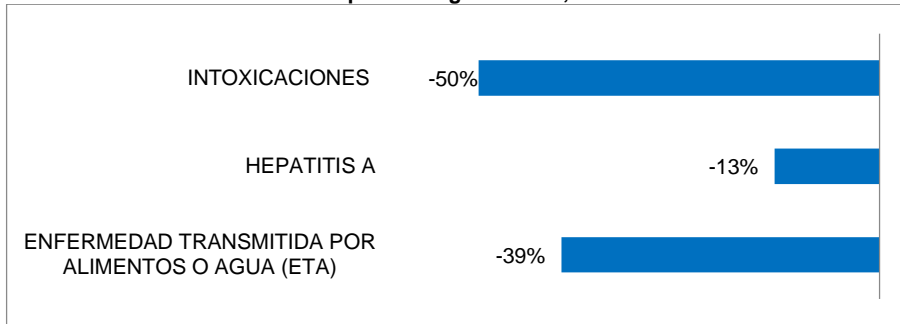 INTOXICACIONES
-50%
HEPATITIS A
-13%
ENFERMEDAD TRANSMITIDA POR
ALIMENTOS O AGUA (ETA)
-39%